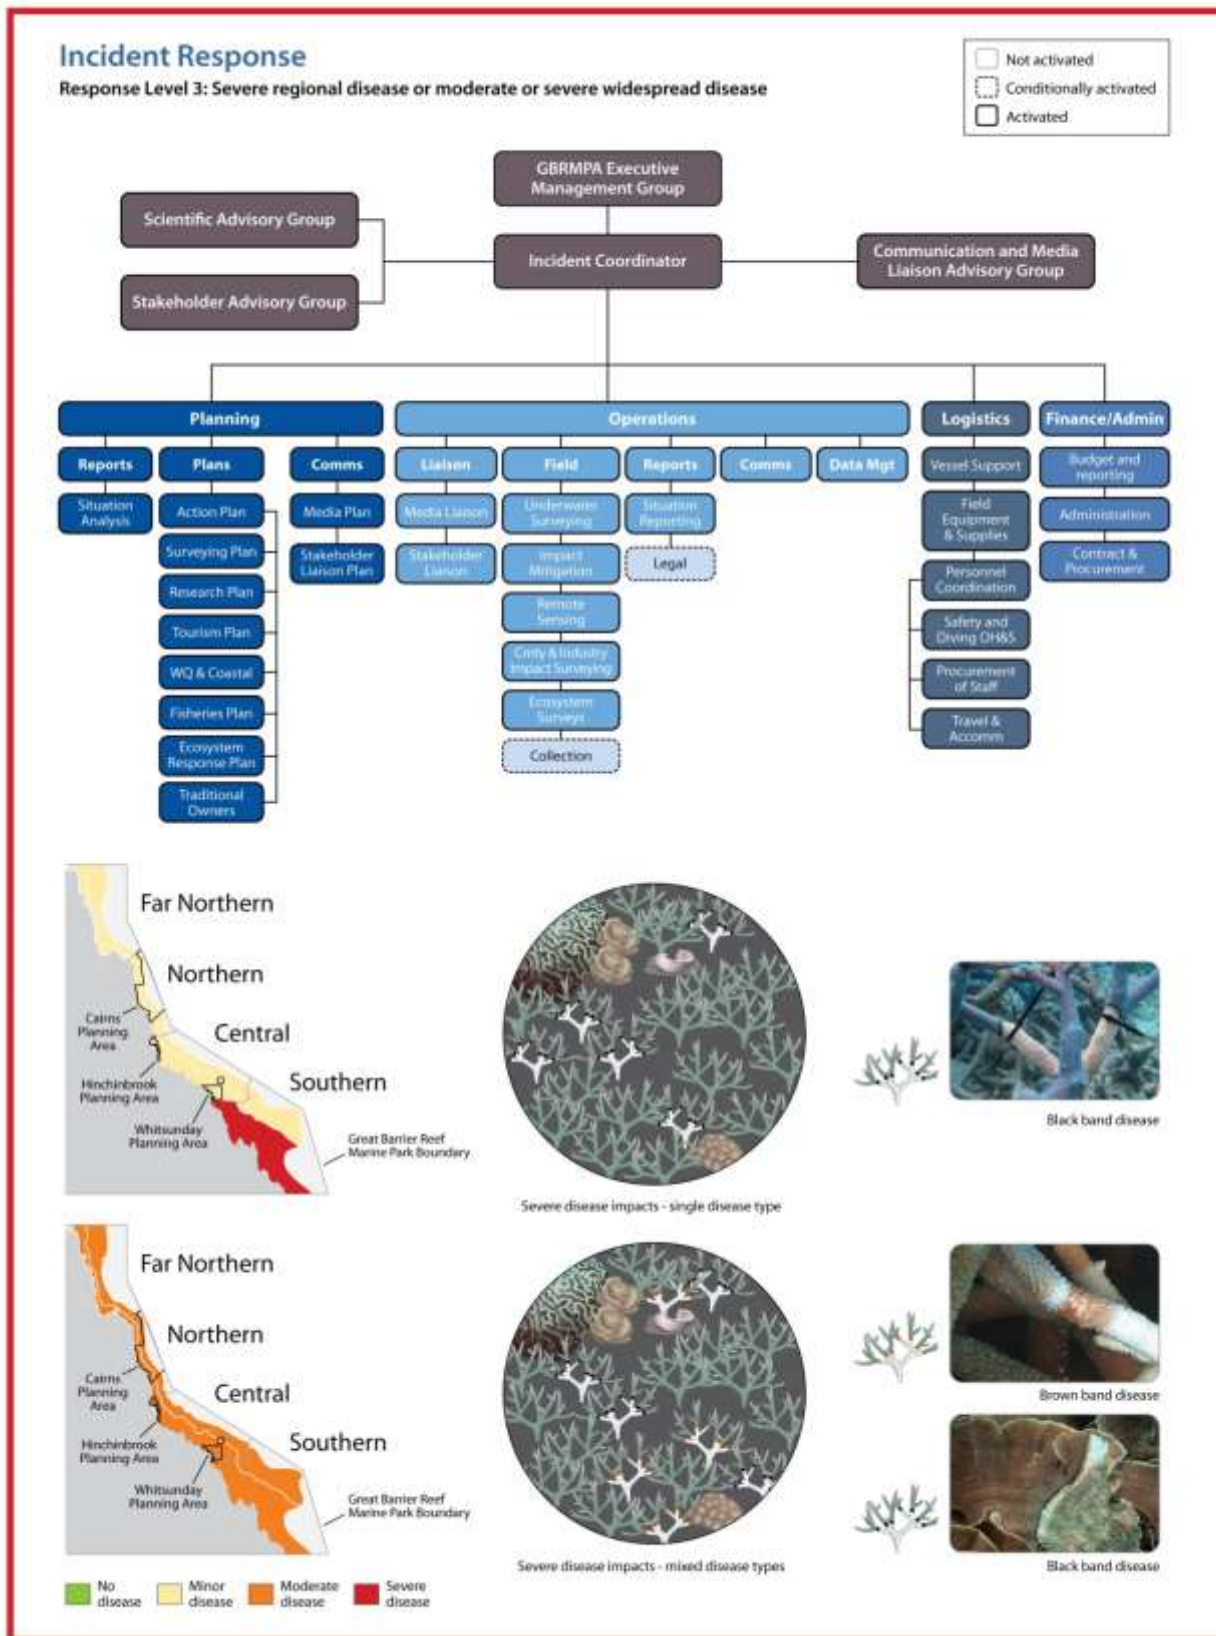 Incident Response
Response Level 3: Severe regional disease or moderate or severe widespread disease
Not activated
Conditionally activated
Activated
GBRMPA Executive
Management Group
Scientific Advisory Group
Incident Coordinator
Communication and Media
Liaison Advisory Group
Stakeholder Advisory Group
Planning
Operations
Logistics
Finance/Admin
Reports
Plans
Comms
Liaison
Field
Reports
Comms
Data Mgt
Vessel Support
Budget and
reporting
Situation
Analysis
Action Plan
Media Plan
Media Liaison
Underwater
Surveying
Situation
Reporting
Field
Equipment
& Supplies
Administration
Surveying Plan
Stakeholder
Liaison Plan
Stakeholder
Liaison
Impact
Mitigation
Legal
Contract &
Procurement
Research Plan
Remote
Sensing
Personnel
Coordination
Tourism Plan
Cmty & Industry
Impact Surveying
Safety and
Diving OH&S
WQ & Coastal
Ecosystem
Surveys
Procurement
of Staff
Fisheries Plan
Collection
Travel &
Accomm
Ecosystem
Response Plan
Traditional
Owners
Far Northern
Northern
Cairns
Planning
Area
Central
Hinchinbrook
Planning Area
Southern
Whitsunday
Planning Area
Great Barrier Reef
Marine Park Boundary
Severe disease impacts - single disease type
Black band disease
Far Northern
Northern
Cairns
Planning
Area
Central
Hinchinbrook
Planning Area
Southern
Whitsunday
Planning Area
Great Barrier Reef
Marine Park Boundary
Severe disease impacts - mixed disease types
Brown band disease
Black band disease
No
disease
Minor
disease
Moderate
disease
Severe
disease